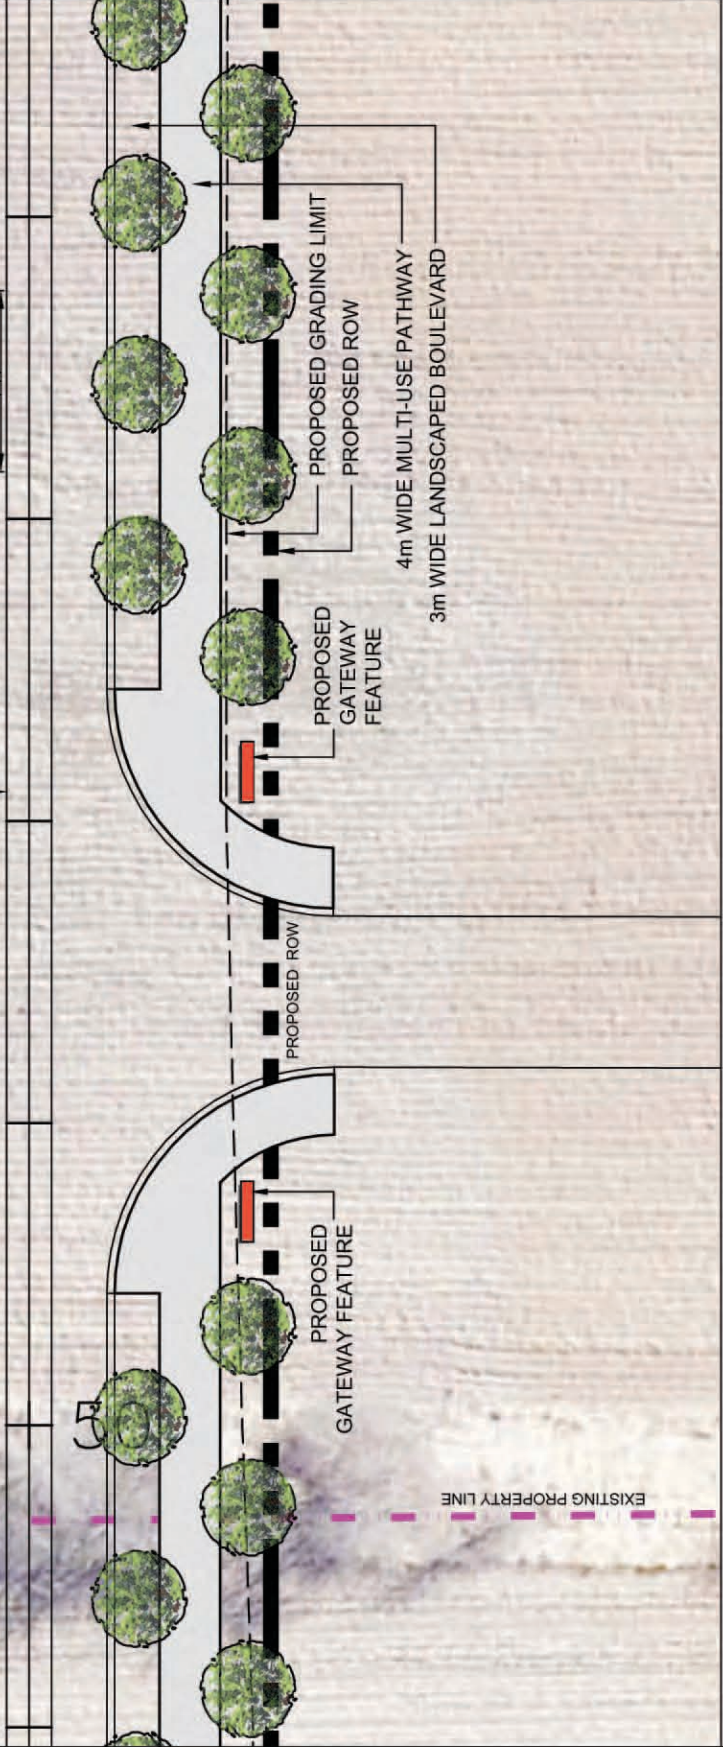 PROPOSED GRADING LIMIT
PROPOSED ROW
4m WIDE MULTI-USE PATHWAY
3m WIDE LANDSCAPED BOULEVARD
PROPOSED
GATEWAY
FEATURE
PROPOSED ROW
PROPOSED
GATEWAY FEATURE
EXISTING PROPERTY LINE